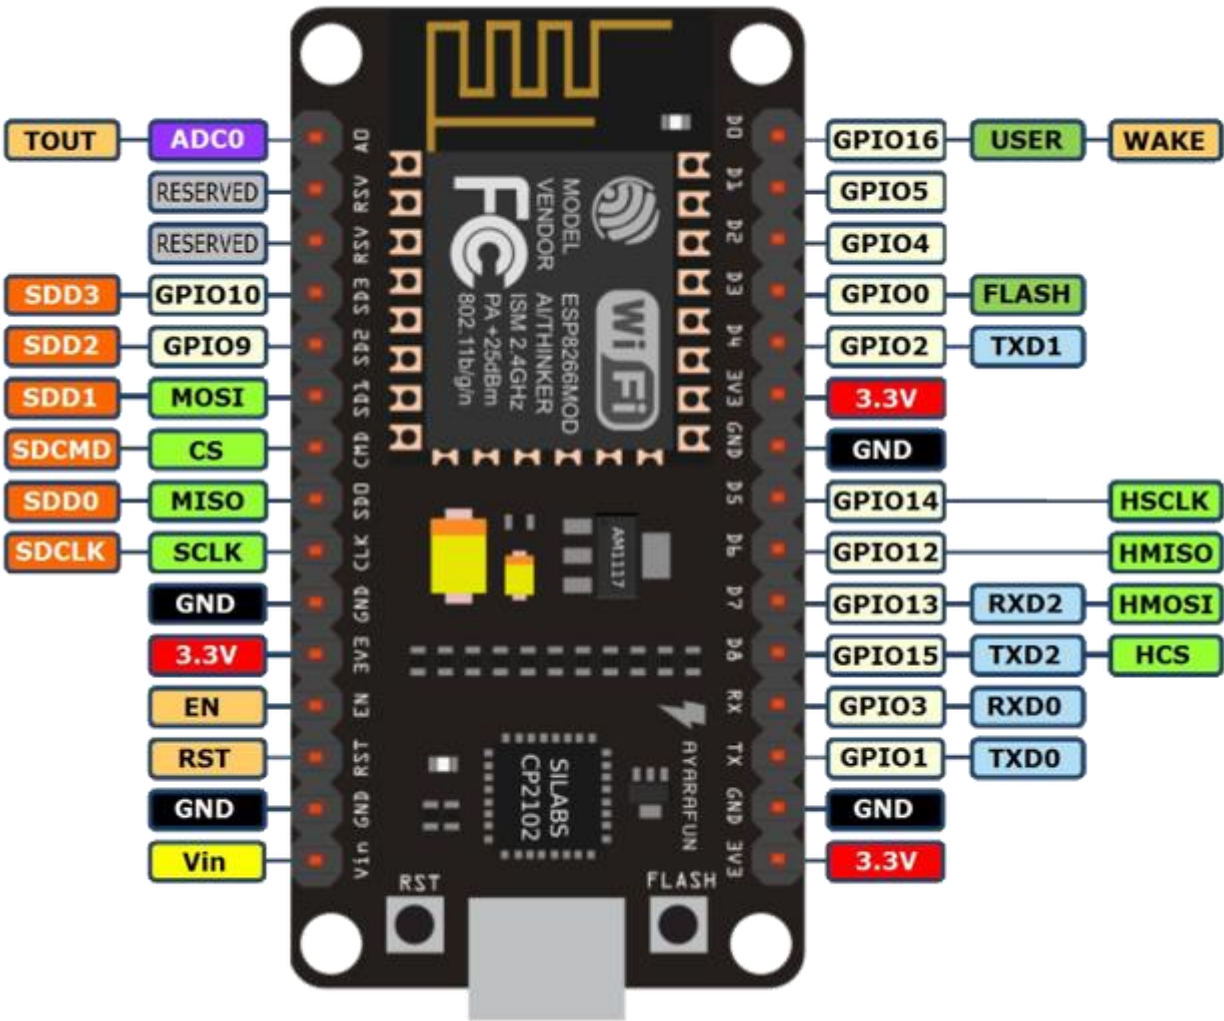 TOUT ADC0 A0 D0 GPIO16 USER WAKE
RESERVED RSV D1 GPIO5
RESERVED RSV D2 GPIO4
SDD3 GPIO10 SD3 D3 GPIO0 FLASH
SDD2 GPIO9 SD2 D4 GPIO2 TXD1
SDD1 MOSI SD1 3V3 3.3V
SDCMD CS CMD GND GND
SDD0 MISO SD0 D5 GPIO14 HSCLK
SDCLK SCLK CLK D6 GPIO12 HMISO
GND GND D7 GPIO13 RXD2 HMOSI
3.3V 3V3 D8 GPIO15 TXD2 HCS
EN EN RX GPIO3 RXD0
RST RST TX GPIO1 TXD0
GND GND GND GND
Vin Vin 3V3 3.3V
MODEL ESP8266MOD
VENDOR AI/THINKER
ISM 2.4GHz
PA +25dBm
802.11b/g/n
FC
Wi Fi
AM1117
SILABS
CP2102
AYARAFUN
RST
FLASH